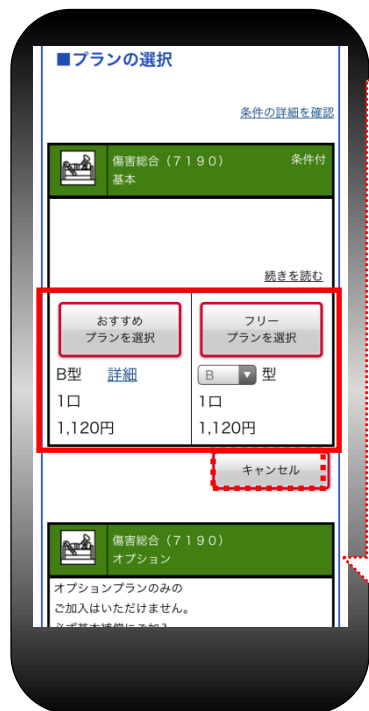 ■プランの選択
条件の詳細を確認
傷害総合（７１９０） 条件付
基本
続きを読む
おすすめ
プランを選択
フリー
プランを選択
B型 詳細
B 型
1口
1口
1,120円
1,120円
キャンセル
傷害総合（７１９０）
オプション
オプションプランのみの
ご加入はいただけません。